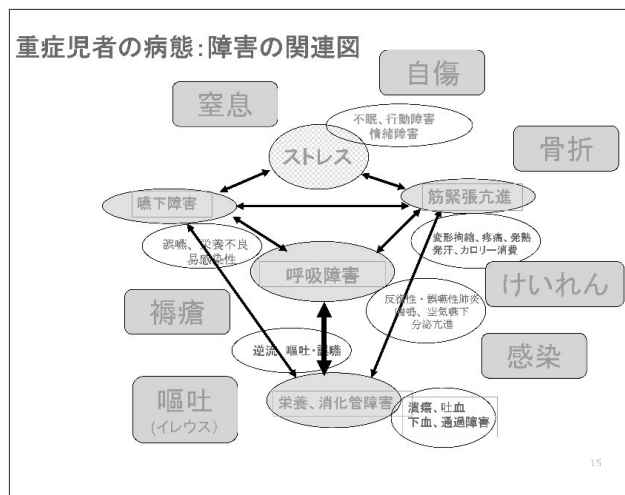 重症児者の病態:障害の関連図
自傷
窒息
不眠、行動障害
情緒障害
骨折
ストレス
嚥下障害
筋緊張亢進
誤嚥、栄養不良
易感染性
変形拘縮、疼痛、発熱
発汗、カロリー消費
呼吸障害
けいれん
褥瘡
反復性・誤嚥性肺炎
、空気嚥下
分泌亢進
感染
逆流、嘔吐・誤嚥
嘔吐
(イレウス)
栄養、消化管障害
潰瘍、吐血
下血、通過障害
15